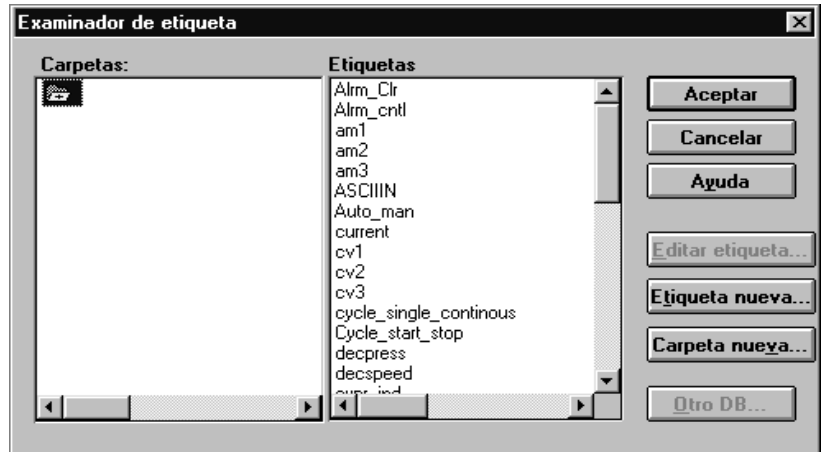 Examinador de etiqueta
Carpetas:
Etiquetas
Alrm_Clr
Alrm_cntl
am1
am2
am3
ASCIIIN
Auto_man
current
cv1
cv2
cv3
cycle_single_continous
Cycle_start_stop
decpress
decspeed
Aceptar
Cancelar
Ayuda
Editar etiqueta...
Etiqueta nueva...
Carpeta nueva...
Otro DB...